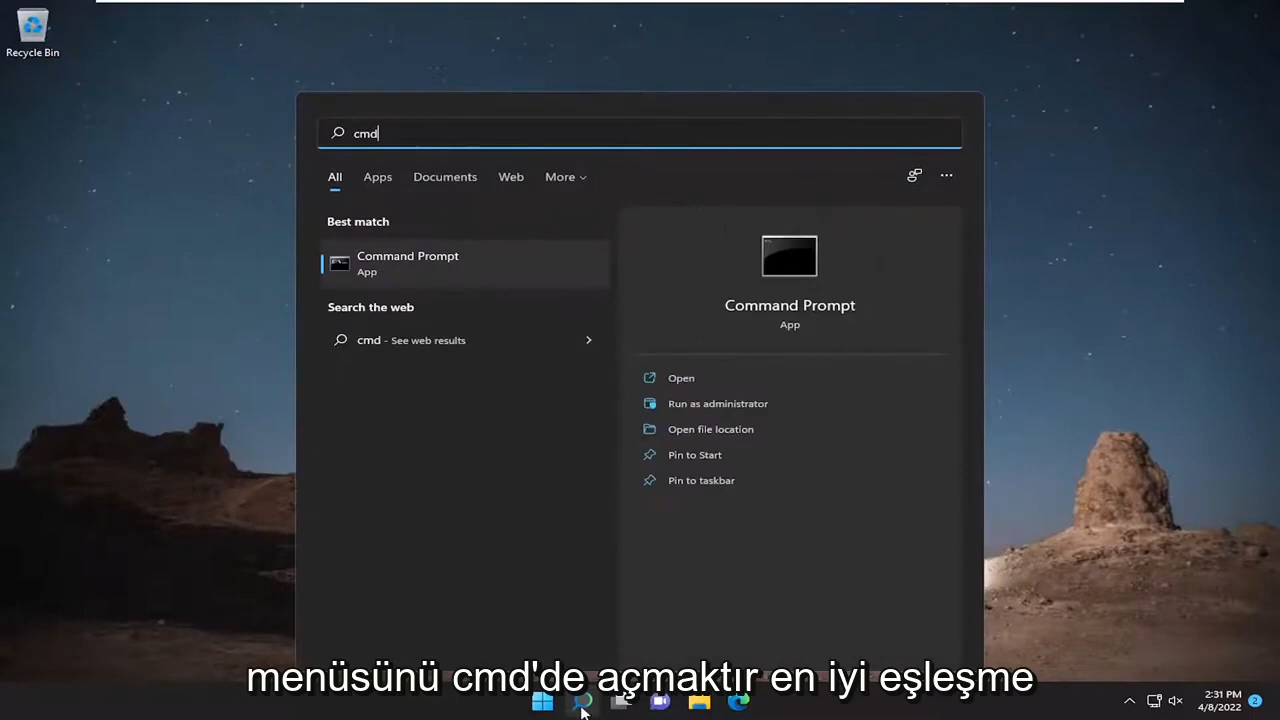 Recycle Bin
cmd
All Apps Documents Web More
Best match
Command Prompt
App
Search the web
cmd - See web results
Command Prompt
App
Open
Run as administrator
Open file location
Pin to Start
Pin to taskbar
menüsünü cmd'de açmaktır en iyi eşleşme
2:31 PM
4/8/2022
2